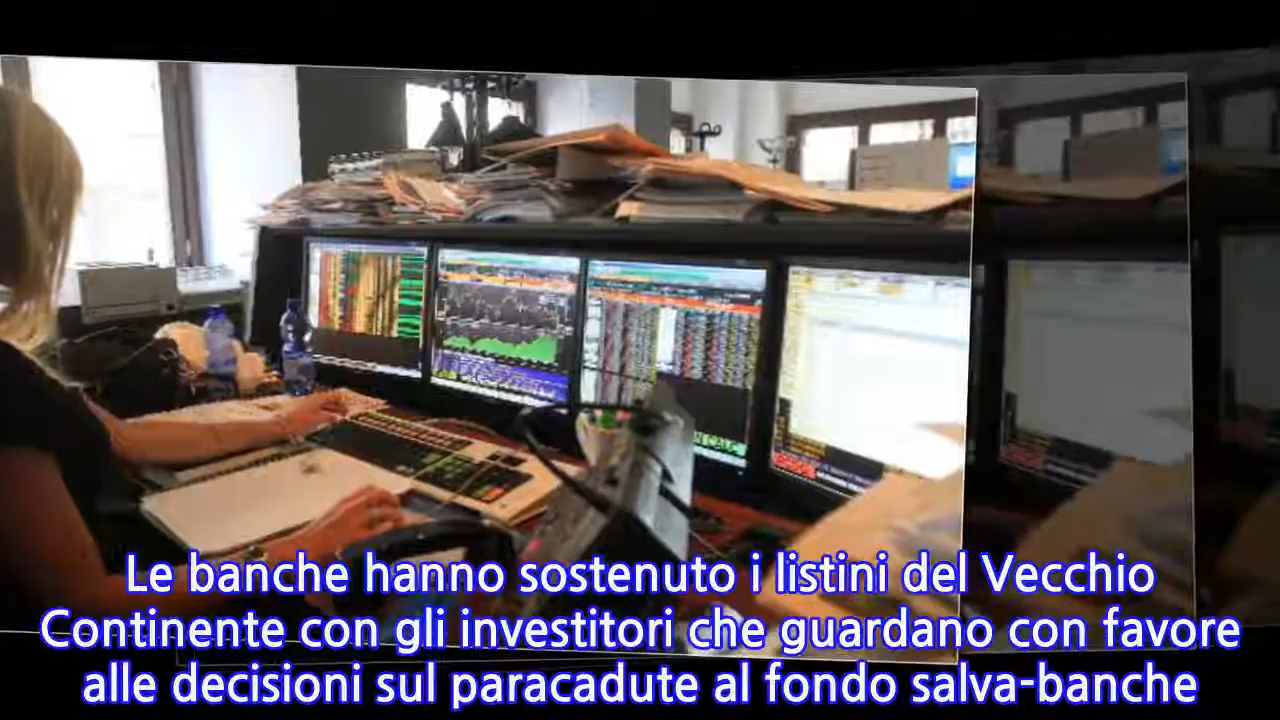 Le banche hanno sostenuto i listini del Vecchio
Continente con gli investitori che guardano con favore
alle decisioni sul paracadute al fondo salva-banche